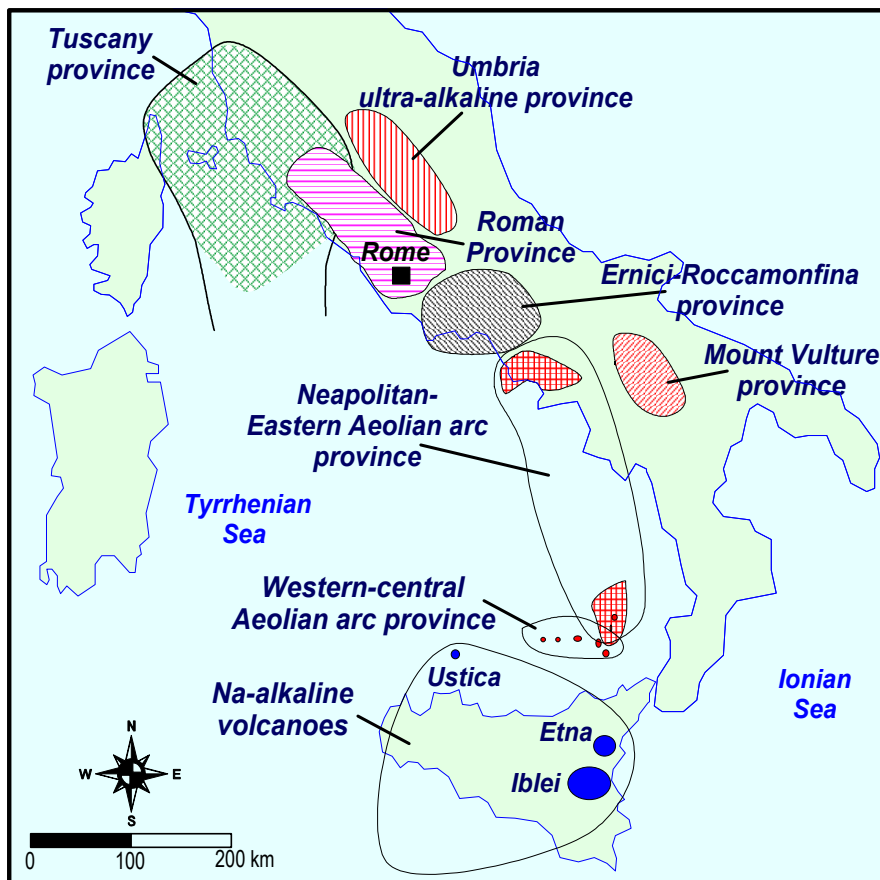 Tuscany
province
Umbria
ultra-alkaline province
Roman
Province
Rome
Ernici-Roccamonfina
province
Mount Vulture
province
Neapolitan-
Eastern Aeolian arc
province
Tyrrhenian
Sea
Western-central
Aeolian arc province
Ustica
Na-alkaline
volcanoes
Ionian
Sea
Etna
Iblei
N
W
E
S
0
100
200 km